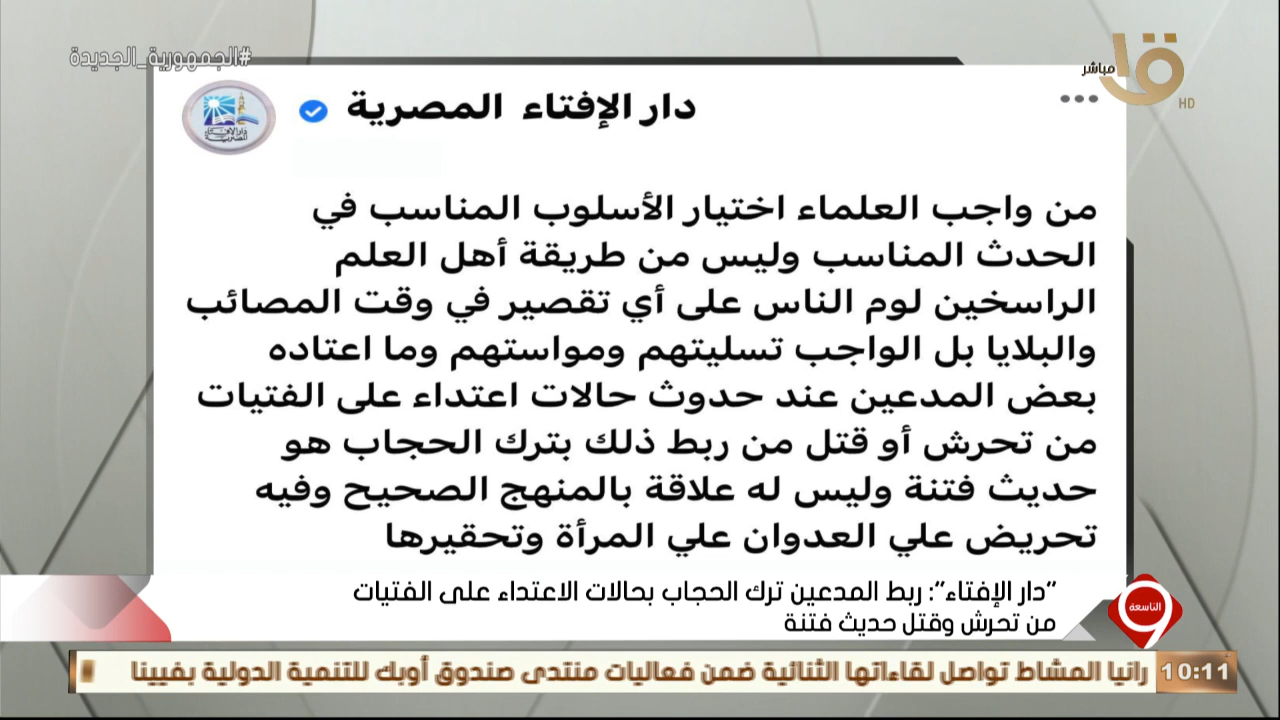 #الجمهورية_الجديدة
مباشر
HD
دار الإفتاء المصرية
دار الإفتاء
المصرية
من واجب العلماء اختيار الأسلوب المناسب في
الحدث المناسب وليس من طريقة أهل العلم
الراسخين لوم الناس على أي تقصير في وقت المصائب
والبلايا بل الواجب تسليتهم ومواستهم وما اعتاده
بعض المدعين عند حدوث حالات اعتداء على الفتيات
من تحرش أو قتل من ربط ذلك بترك الحجاب هو
حديث فتنة وليس له علاقة بالمنهج الصحيح وفيه
تحريض علي العدوان علي المرأة وتحقيرها
"دار الإفتاء": ربط المدعين ترك الحجاب بحالات الاعتداء على الفتيات
من تحرش وقتل حديث فتنة
التاسعة
9
10:11 رانيا المشاط تواصل لقاءاتها الثنائية ضمن فعاليات منتدى صندوق أوبك للتنمية الدولية بفيينا